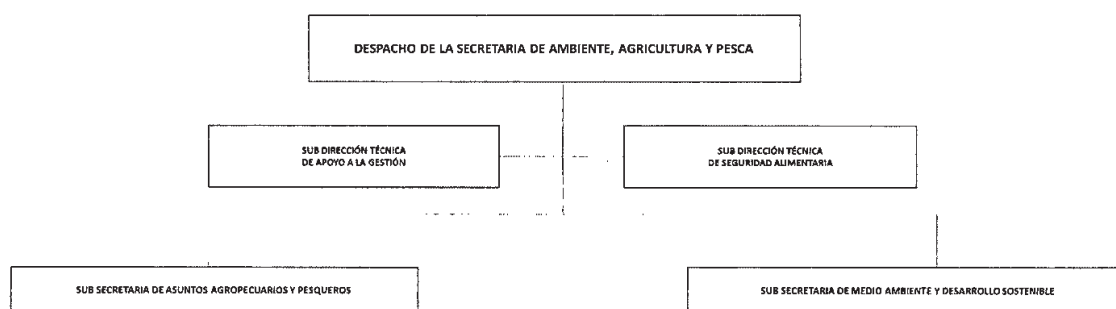 DESPACHO DE LA SECRETARIA DE AMBIENTE, AGRICULTURA Y PESCA
SUB DIRECCIÓN TÉCNICA
DE APOYO A LA GESTIÓN
SUB DIRECCIÓN TÉCNICA
DE SEGURIDAD ALIMENTARIA
SUB SECRETARIA DE ASUNTOS AGROPECUARIOS Y PESQUEROS
SUB SECRETARIA DE MEDIO AMBIENTE Y DESARROLLO SOSTENIBLE